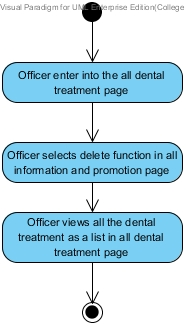 Visual Paradigm for UML Enterprise Edition(College
Officer enter into the all dental
treatment page
Officer selects delete function in all
information and promotion page
Officer views all the dental
treatment as a list in all dental
treatment page